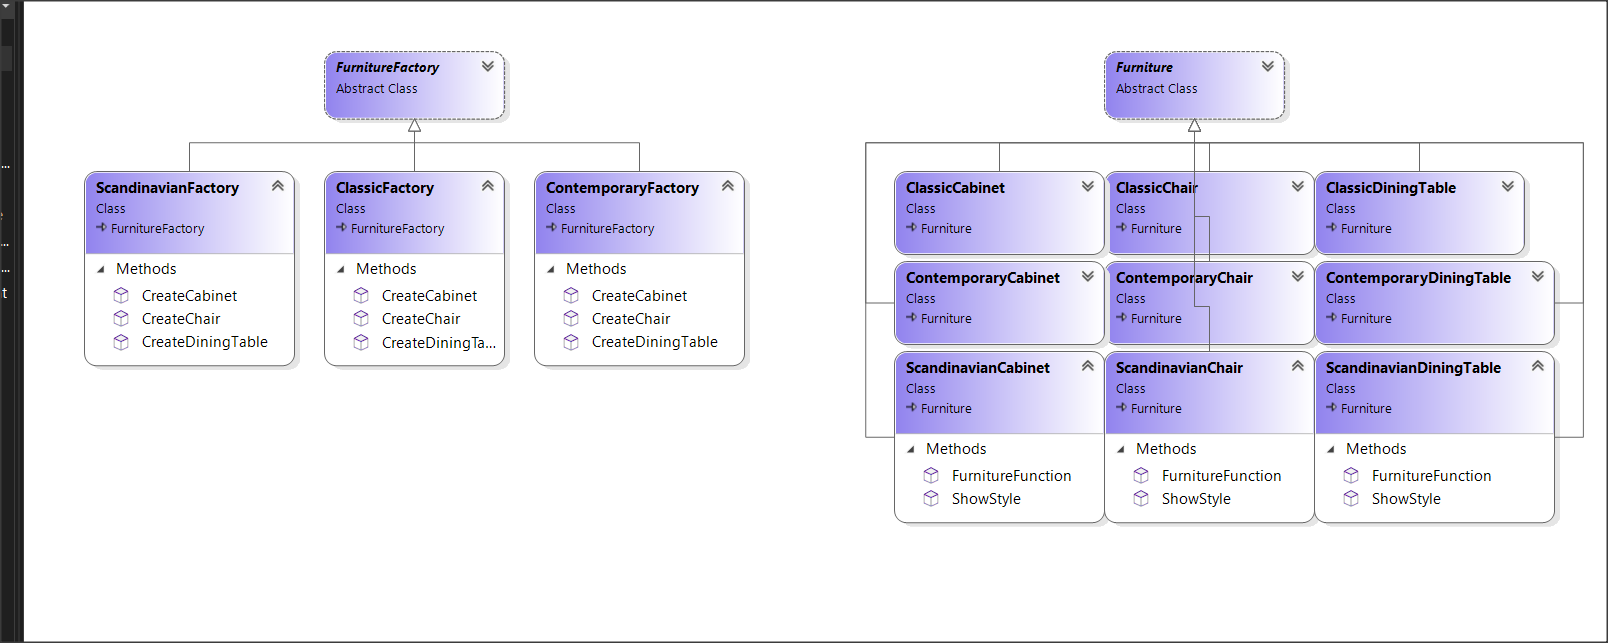 FurnitureFactory
Abstract Class
ScandinavianFactory
Class
FurnitureFactory
Methods
CreateCabinet
CreateChair
CreateDiningTable
ClassicFactory
Class
FurnitureFactory
Methods
CreateCabinet
CreateChair
CreateDiningTa...
ContemporaryFactory
Class
FurnitureFactory
Methods
CreateCabinet
CreateChair
CreateDiningTable
Furniture
Abstract Class
ClassicCabinet
Class
Furniture
ClassicChair
Class
Furniture
ClassicDiningTable
Class
Furniture
ContemporaryCabinet
Class
Furniture
ContemporaryChair
Class
Furniture
ContemporaryDiningTable
Class
Furniture
ScandinavianCabinet
Class
Furniture
Methods
FurnitureFunction
ShowStyle
ScandinavianChair
Class
Furniture
Methods
FurnitureFunction
ShowStyle
ScandinavianDiningTable
Class
Furniture
Methods
FurnitureFunction
ShowStyle